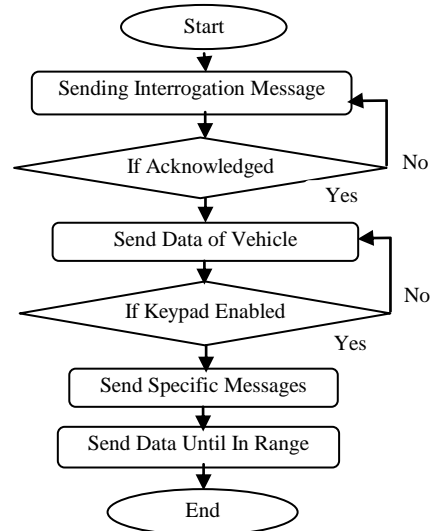 Start
Sending Interrogation Message
If Acknowledged
No
Yes
Send Data of Vehicle
If Keypad Enabled
No
Yes
Send Specific Messages
Send Data Until In Range
End